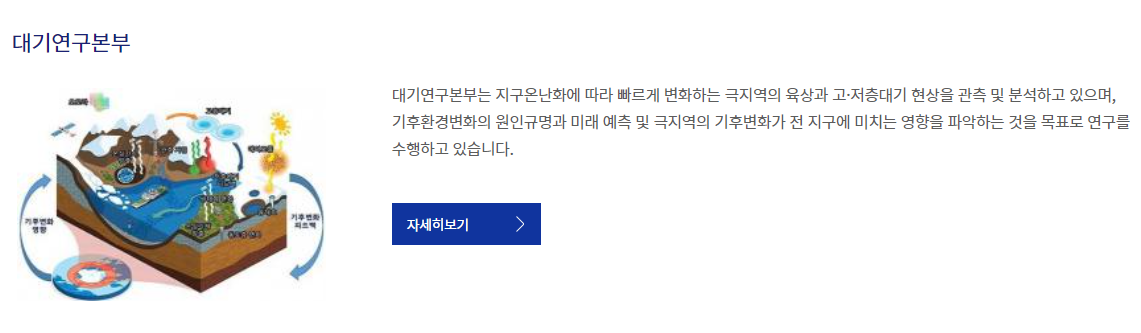 대기연구본부
대기연구본부는 지구온난화에 따라 빠르게 변화하는 극지역의 육상과 고·저층대기 현상을 관측 및 분석하고 있으며,
기후환경변화의 원인규명과 미래 예측 및 극지역의 기후변화가 전 지구에 미치는 영향을 파악하는 것을 목표로 연구를
수행하고 있습니다.
자세히보기
오로라
기후변화
영향
기후변화
피드백